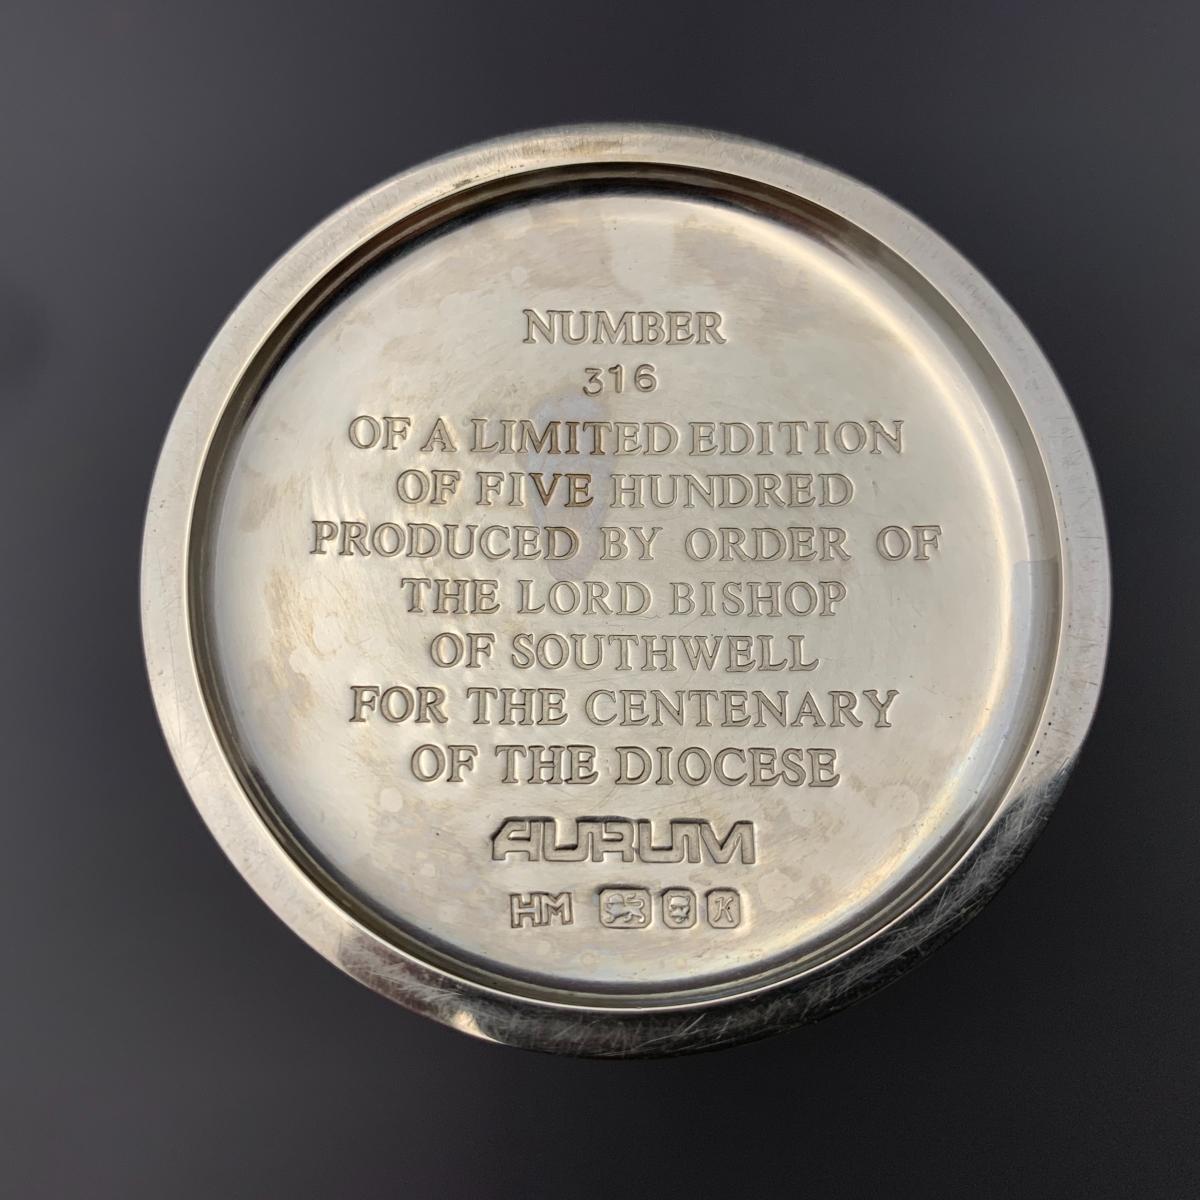 NUMBER
316
OF A LIMITED EDITION
OF FIVE HUNDRED
PRODUCED BY ORDER OF
THE LORD BISHOP
OF SOUTHWELL
FOR THE CENTENARY
OF THE DIOCESE
AURUM
HM K